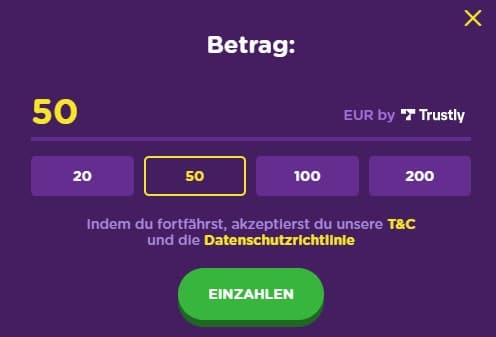 Betrag:
50 EUR by Trustly
20 50 100 200
Indem du fortfährst, akzeptierst du unsere T&C
und die Datenschutzrichtlinie
EINZAHLEN